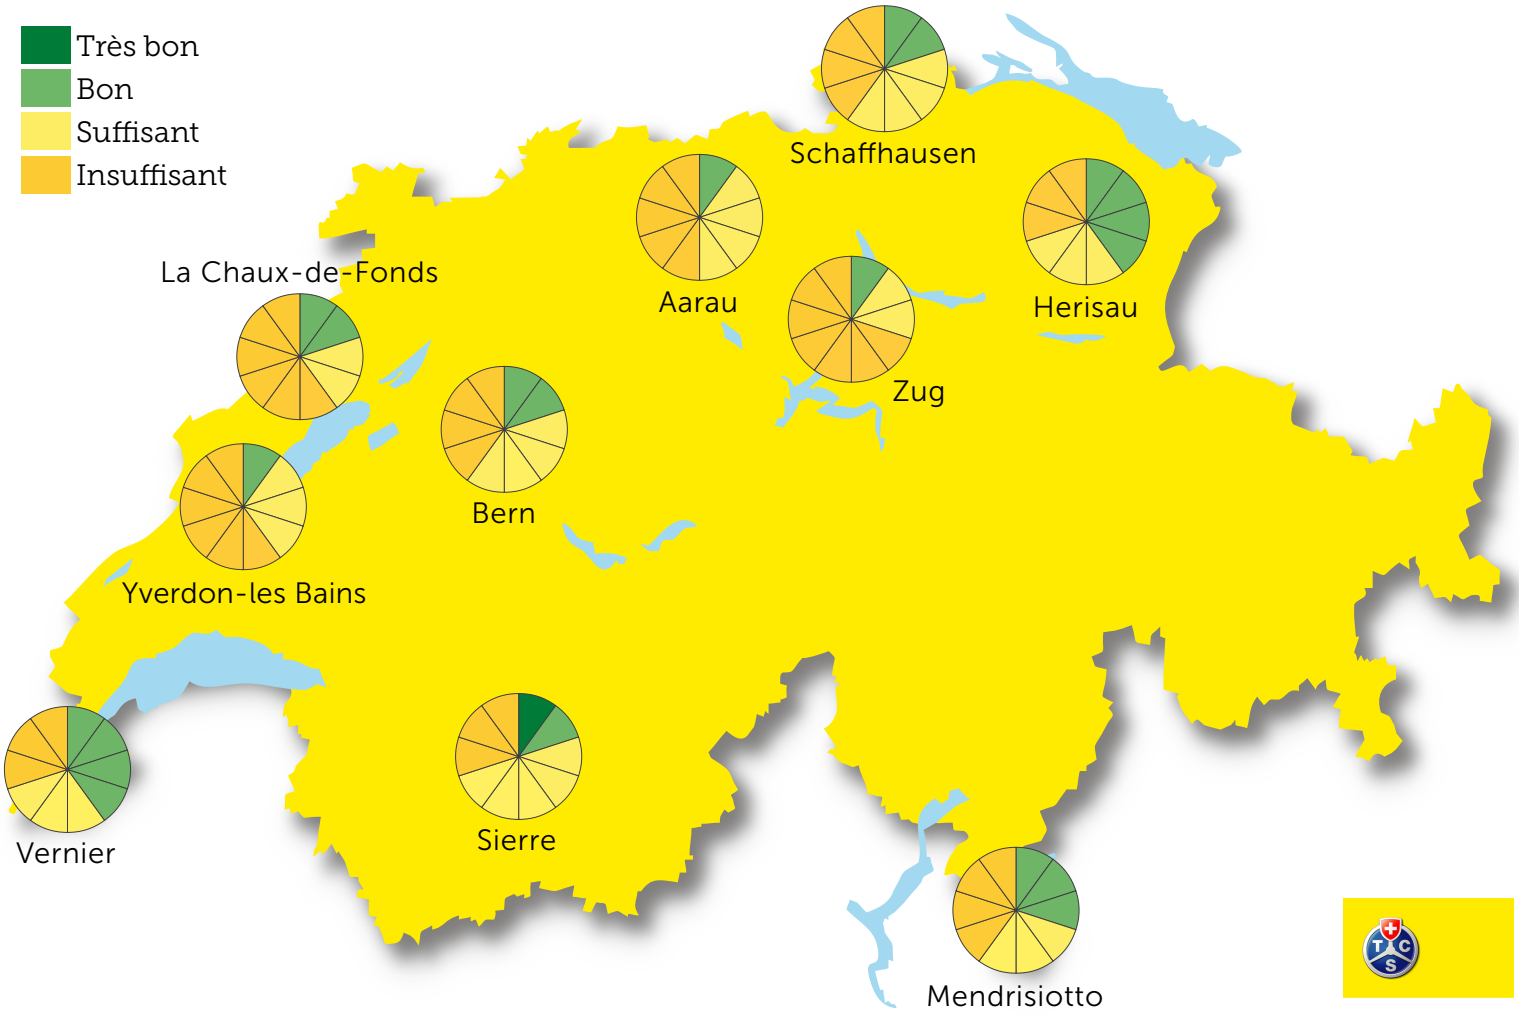 Très bon
Bon
Suffisant
Insuffisant
Schaffhausen
La Chaux-de-Fonds
Aarau
Herisau
Zug
Bern
Yverdon-les Bains
Sierre
Vernier
Mendrisiotto
T C S